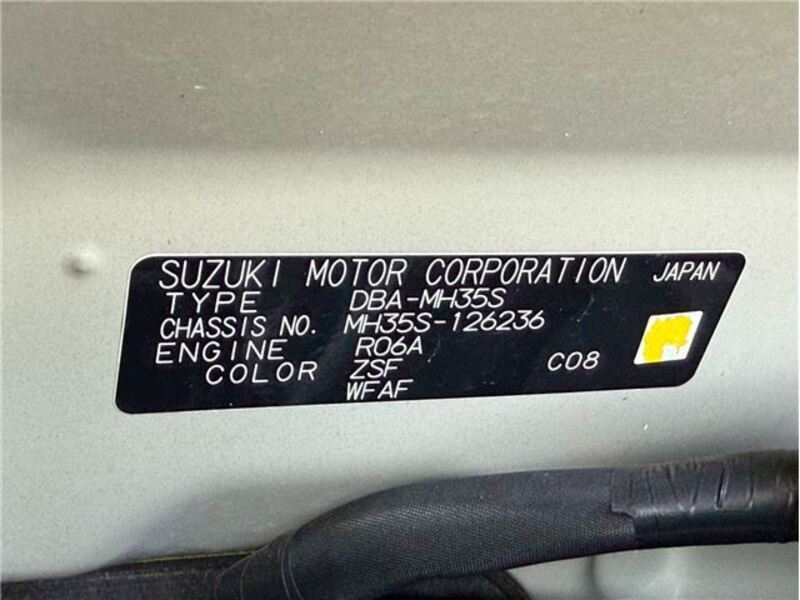 SUZUKI MOTOR CORPORATION JAPAN
TYPE DBA-MH35S
CHASSIS NO. MH35S-126236
ENGINE R06A
COLOR ZSF C08
WFAF